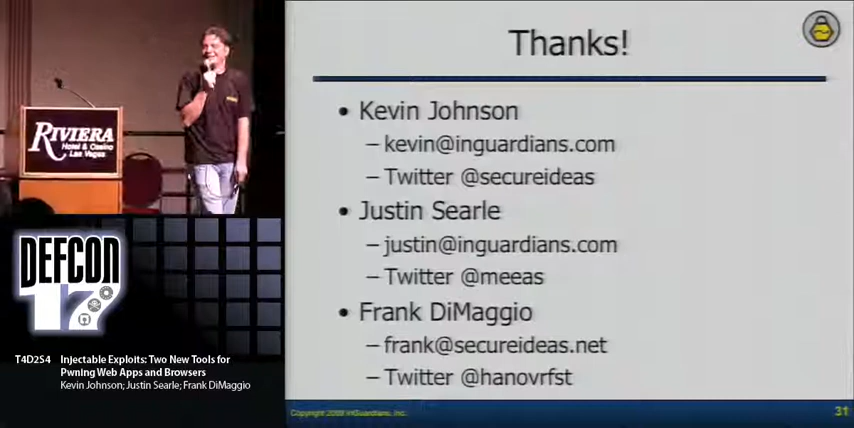 RIVIERA
Hotel & Casino
Las Vegas
DEFCON
17
T4D2S4 Injectable Exploits: Two New Tools for
Pwning Web Apps and Browsers
Kevin Johnson; Justin Searle; Frank DiMaggio
Thanks!
• Kevin Johnson
– kevin@inguardians.com
– Twitter @secureideas
• Justin Searle
– justin@inguardians.com
– Twitter @meeas
• Frank DiMaggio
– frank@secureideas.net
– Twitter @hanovrfst
Copyright 2009 InGuardians, Inc.
31